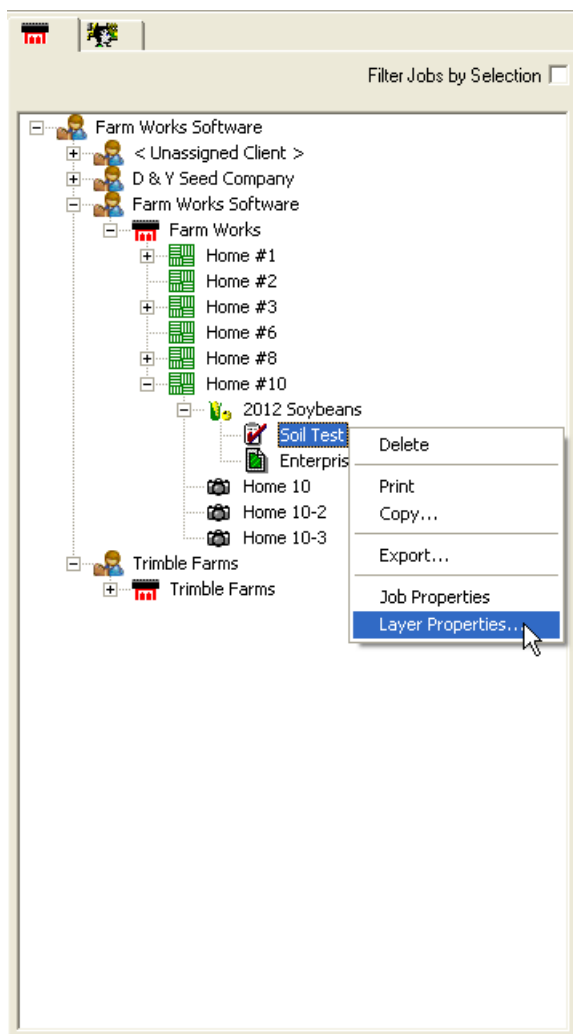 Filter Jobs by Selection
Farm Works Software
< Unassigned Client >
D & Y Seed Company
Farm Works Software
Farm Works
Home #1
Home #2
Home #3
Home #6
Home #8
Home #10
2012 Soybeans
Soil Test
Enterpris
Home 10
Home 10-2
Home 10-3
Trimble Farms
Trimble Farms
Delete
Print
Copy...
Export...
Job Properties
Layer Properties...